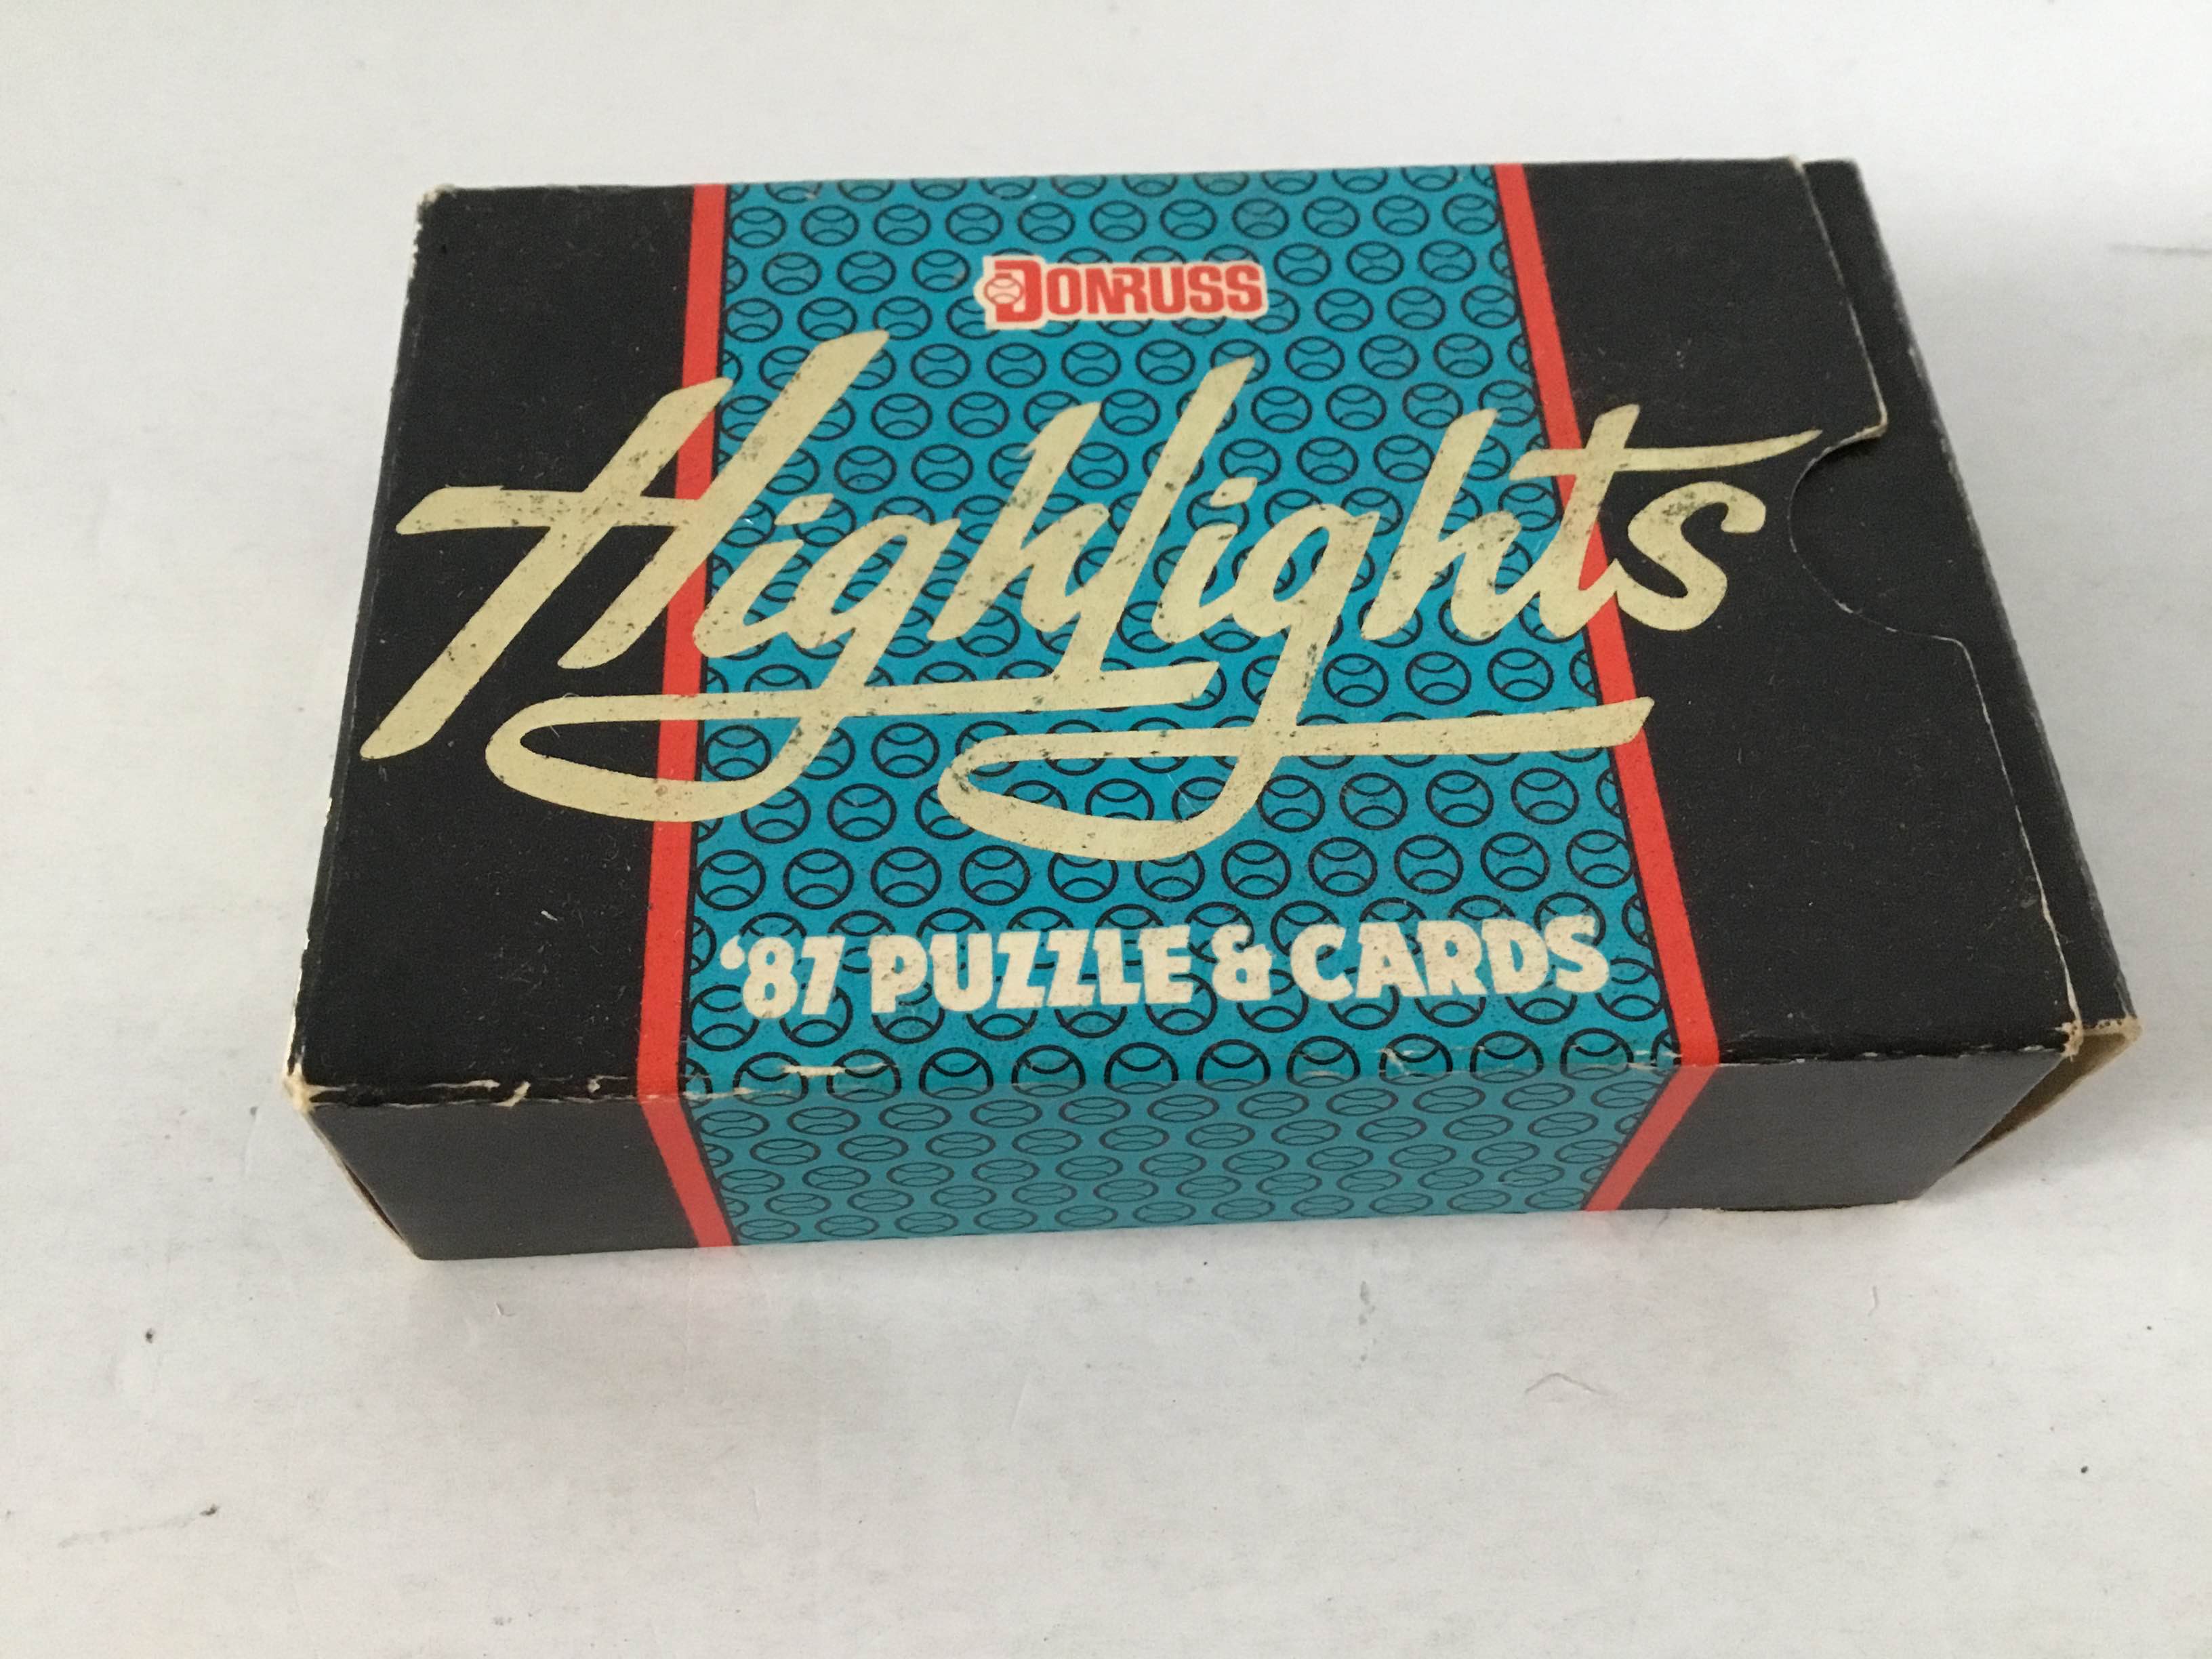 DONRUSS
HighLights
'87 PUZZLE & CARDS